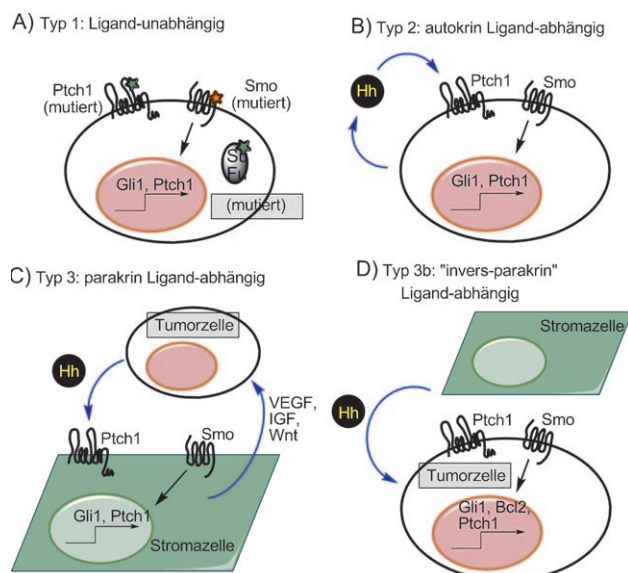 A) Typ 1: Ligand-unabhängig
Ptch1
(mutiert)
Smo
(mutiert)
Gli1, Ptch1
(mutiert)
B) Typ 2: autokrin Ligand-abhängig
Hh
Ptch1
Smo
Gli1, Ptch1
C) Typ 3: parakrin Ligand-abhängig
Tumorzelle
Hh
VEGF,
IGF,
Wnt
Ptch1
Smo
Gli1, Ptch1
Stromazelle
D) Typ 3b: "invers-parakrin"
Ligand-abhängig
Stromazelle
Hh
Ptch1
Smo
Tumorzelle
Gli1, Bcl2,
Ptch1